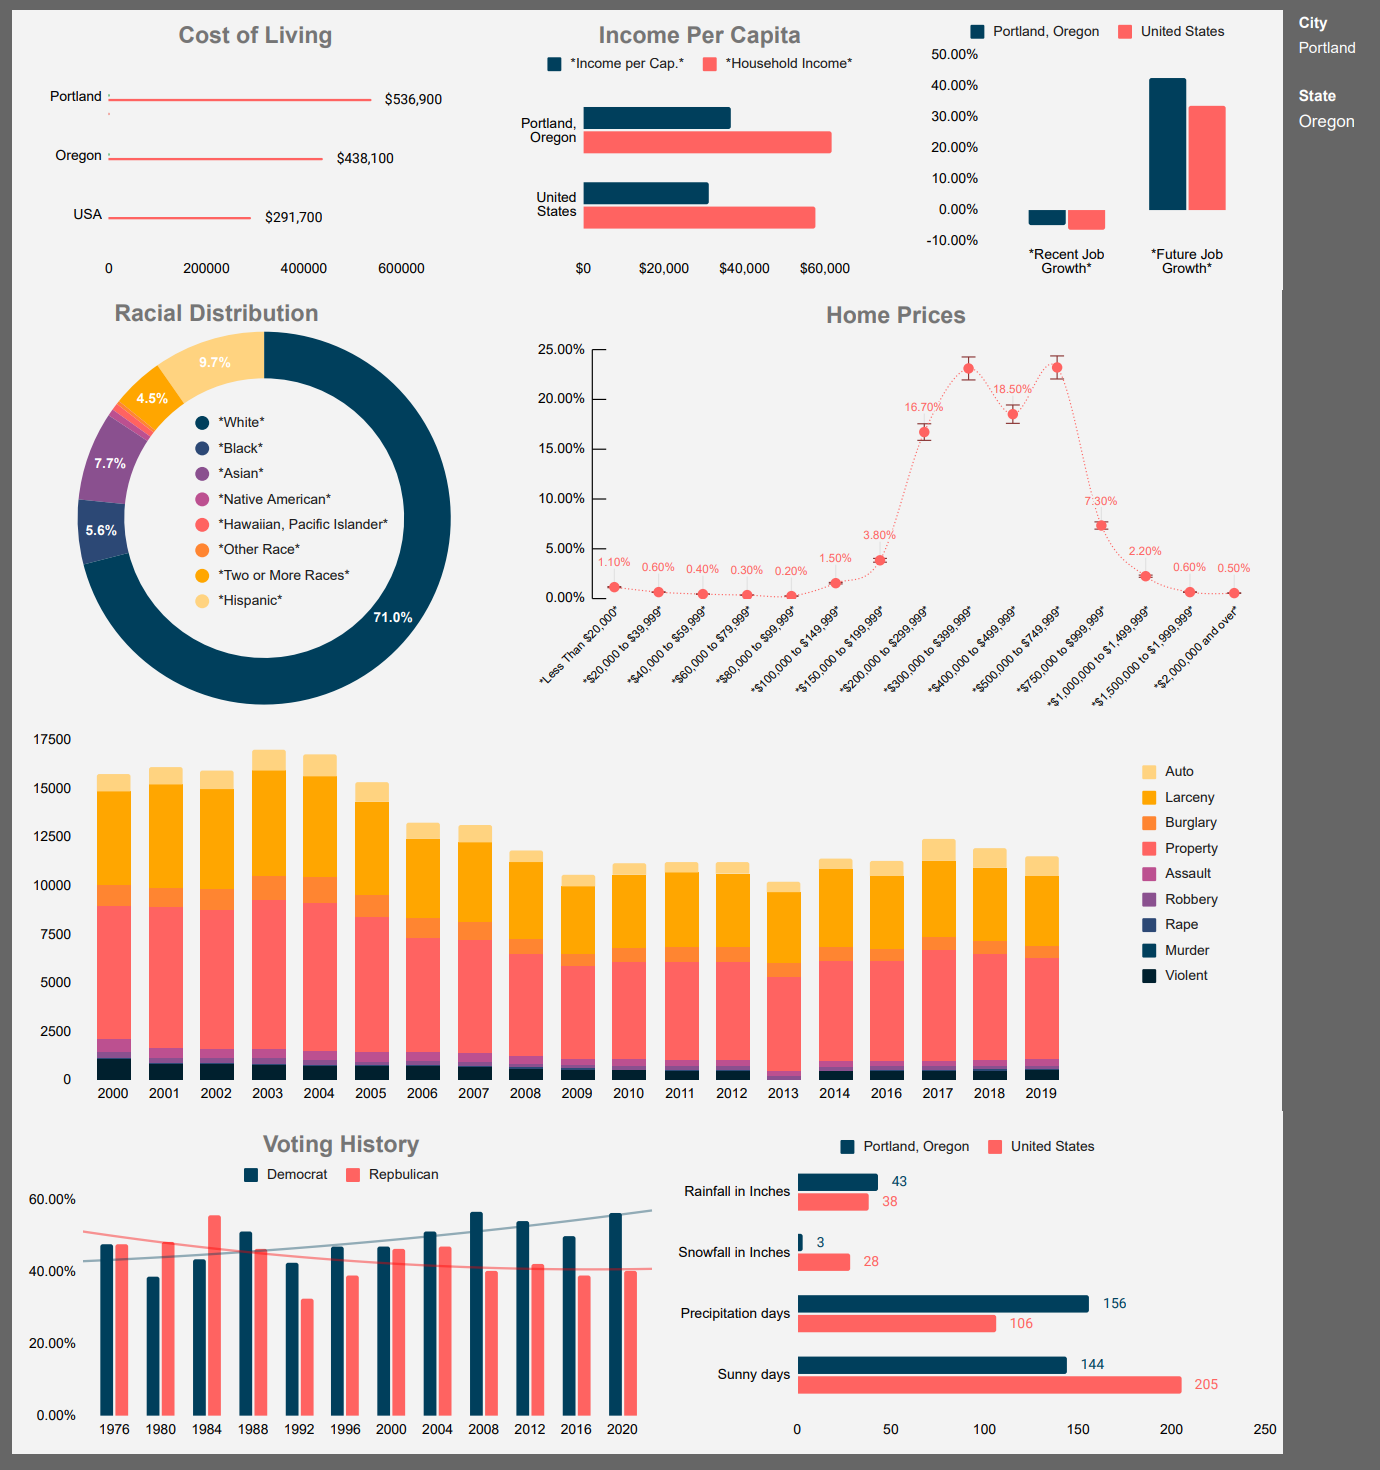 Cost of Living
Portland
$536,900
Oregon
$438,100
USA
$291,700
0 200000 400000 600000
Income Per Capita
*Income per Cap.* *Household Income*
Portland,
Oregon
United
States
$0 $20,000 $40,000 $60,000
Portland, Oregon United States
50.00%
40.00%
30.00%
20.00%
10.00%
0.00%
-10.00%
*Recent Job
Growth*
*Future Job
Growth*
City
Portland
State
Oregon
Racial Distribution
9.7%
4.5%
7.7%
5.6%
71.0%
*White*
*Black*
*Asian*
*Native American*
*Hawaiian, Pacific Islander*
*Other Race*
*Two or More Races*
*Hispanic*
Home Prices
25.00%
20.00%
15.00%
10.00%
5.00%
0.00%
1.10%
0.60%
0.40%
0.30%
0.20%
1.50%
3.80%
16.70%
18.50%
7.30%
2.20%
0.60%
0.50%
*Less Than $20,000*
*$20,000 to $39,999*
*$40,000 to $59,999*
*$60,000 to $79,999*
*$80,000 to $99,999*
*$100,000 to $149,999*
*$150,000 to $199,999*
*$200,000 to $299,999*
*$300,000 to $399,999*
*$400,000 to $499,999*
*$500,000 to $749,999*
*$750,000 to $999,999*
*$1,000,000 to $1,499,999*
*$1,500,000 to $1,999,999*
*$2,000,000 and over*
17500
15000
12500
10000
7500
5000
2500
0
2000 2001 2002 2003 2004 2005 2006 2007 2008 2009 2010 2011 2012 2013 2014 2016 2017 2018 2019
Auto
Larceny
Burglary
Property
Assault
Robbery
Rape
Murder
Violent
Voting History
Democrat Repbulican
60.00%
40.00%
20.00%
0.00%
1976 1980 1984 1988 1992 1996 2000 2004 2008 2012 2016 2020
Portland, Oregon United States
Rainfall in Inches
43
38
Snowfall in Inches
3
28
Precipitation days
156
106
Sunny days
144
205
0 50 100 150 200 250